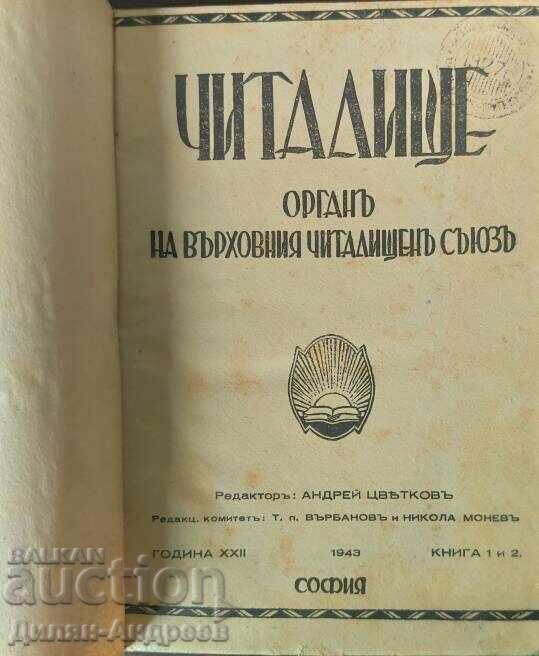 ЧИТАЛИЩЕ
ОРГАНЪ
НА ВЪРХОВНИЯ ЧИТАЛИЩЕНЪ СЪЮЗЪ
Редакторъ: АНДРЕЙ ЦВѢТКОВЪ
Редакц. комитетъ: Т. п. ВЪРБАНОВЪ и НИКОЛА МОНЕВЪ
ГОДИНА XXII 1943 КНИГА 1 и 2.
СОФИЯ
BALKAN
auction
Дилян-Андреев